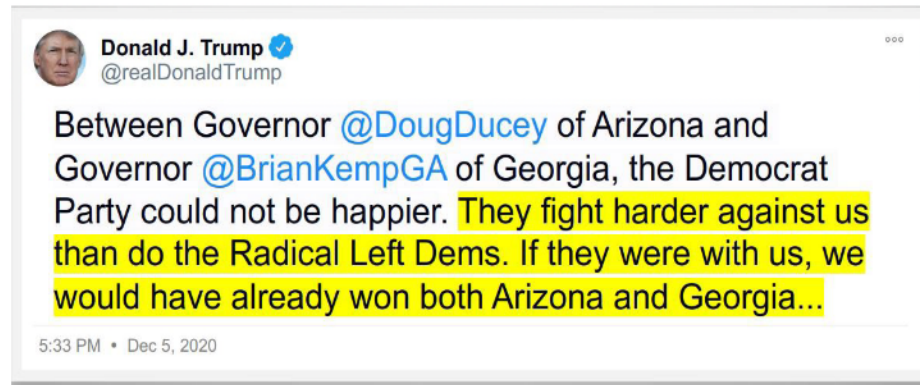 Donald J. Trump
@realDonaldTrump
Between Governor @DougDucey of Arizona and
Governor @BrianKempGA of Georgia, the Democrat
Party could not be happier. They fight harder against us
than do the Radical Left Dems. If they were with us, we
would have already won both Arizona and Georgia...
5:33 PM • Dec 5, 2020